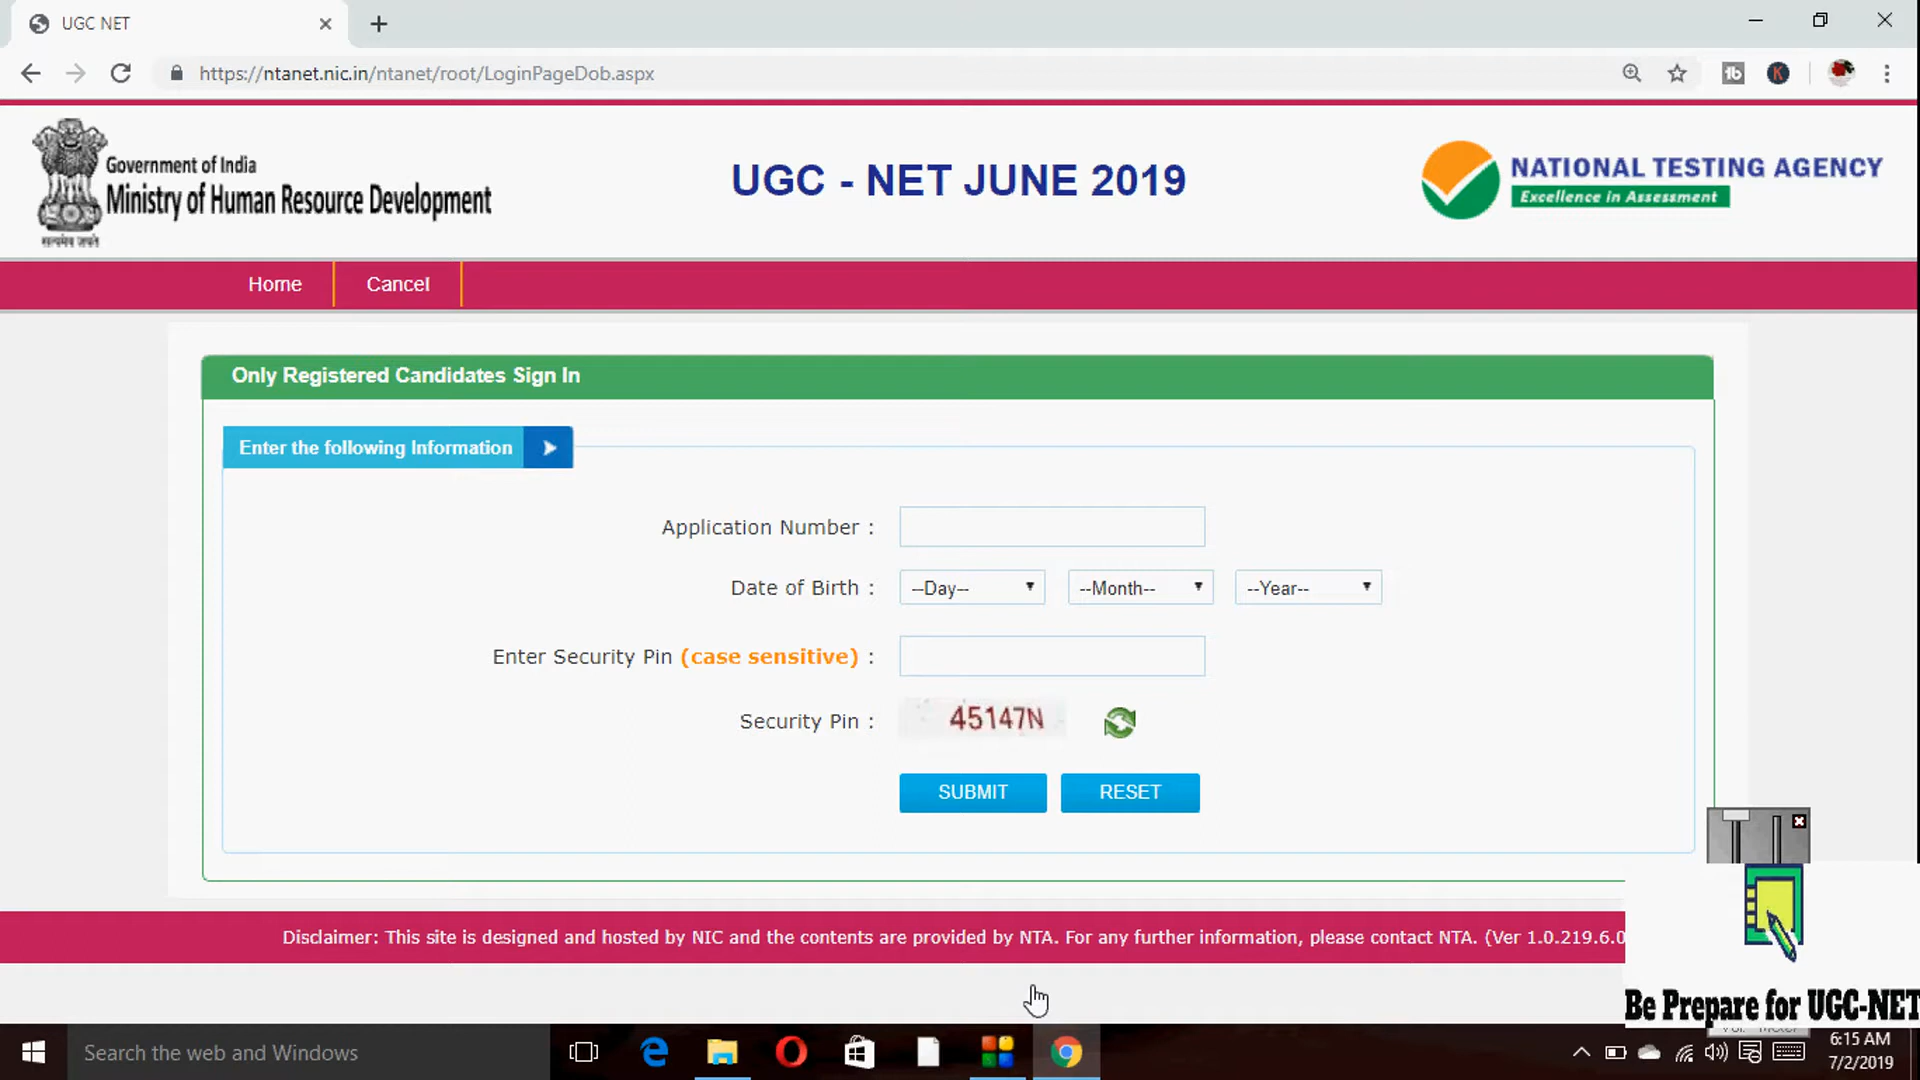 UGC NET
https://ntanet.nic.in/ntanet/root/LoginPageDob.aspx
Government of India
Ministry of Human Resource Development
सत्यमेव जयते
UGC - NET JUNE 2019
NATIONAL TESTING AGENCY
Excellence in Assessment
Home
Cancel
Only Registered Candidates Sign In
Enter the following Information
Application Number :
Date of Birth :
--Day--
--Month--
--Year--
Enter Security Pin (case sensitive) :
Security Pin :
45147N
SUBMIT
RESET
Disclaimer: This site is designed and hosted by NIC and the contents are provided by NTA. For any further information, please contact NTA. (Ver 1.0.219.6.0
Be Prepare for UGC-NET
Search the web and Windows
6:15 AM
7/2/2019